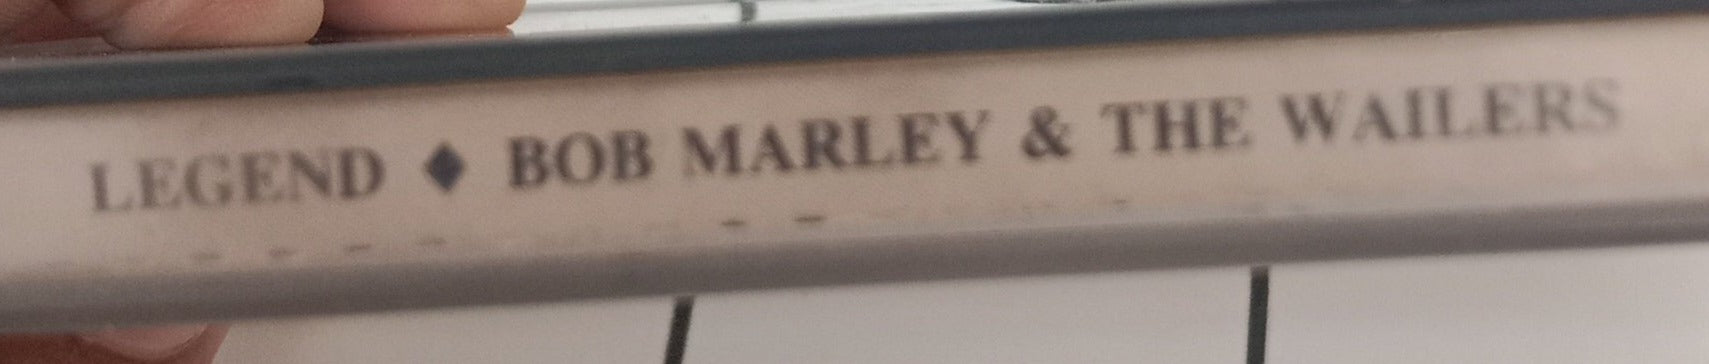 LEGEND ♦ BOB MARLEY & THE WAILERS